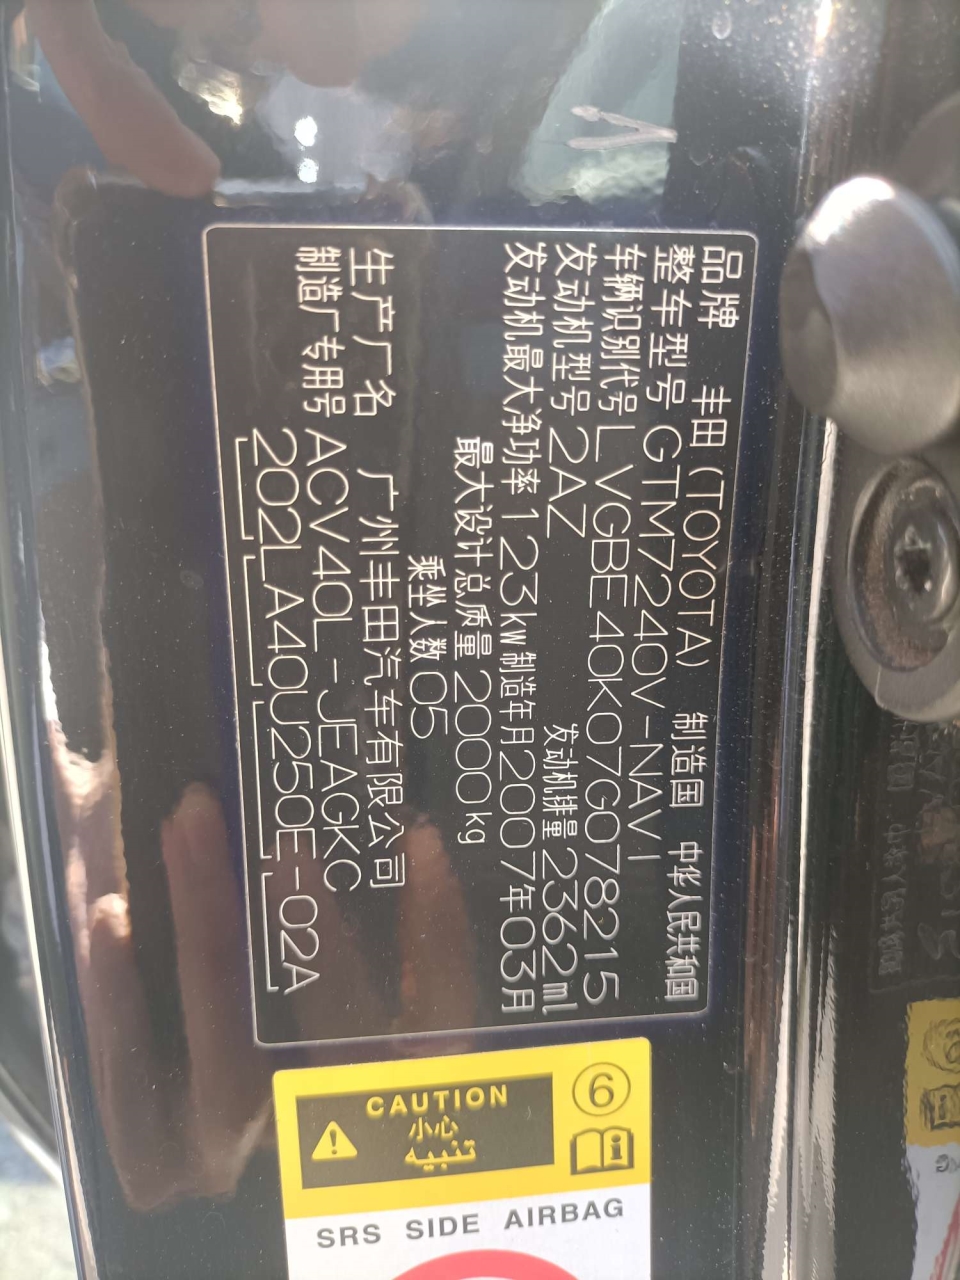 品牌 丰田(TOYOTA) 制造国 中华人民共和国
整车型号 GTM7240V-NAVI
车辆识别代号 LVGBE40K07G078215
发动机型号 2AZ 发动机排量 2362ml
发动机最大净功率 123kw 制造年月 2007年03月
最大设计总质量 2000kg
乘坐人数 05
生产厂名 广州丰田汽车有限公司
制造厂专用号 ACV40L-JEAGKC
202LA40U250E-02A
CAUTION
小心
تنبيه
6
i
SRS SIDE AIRBAG